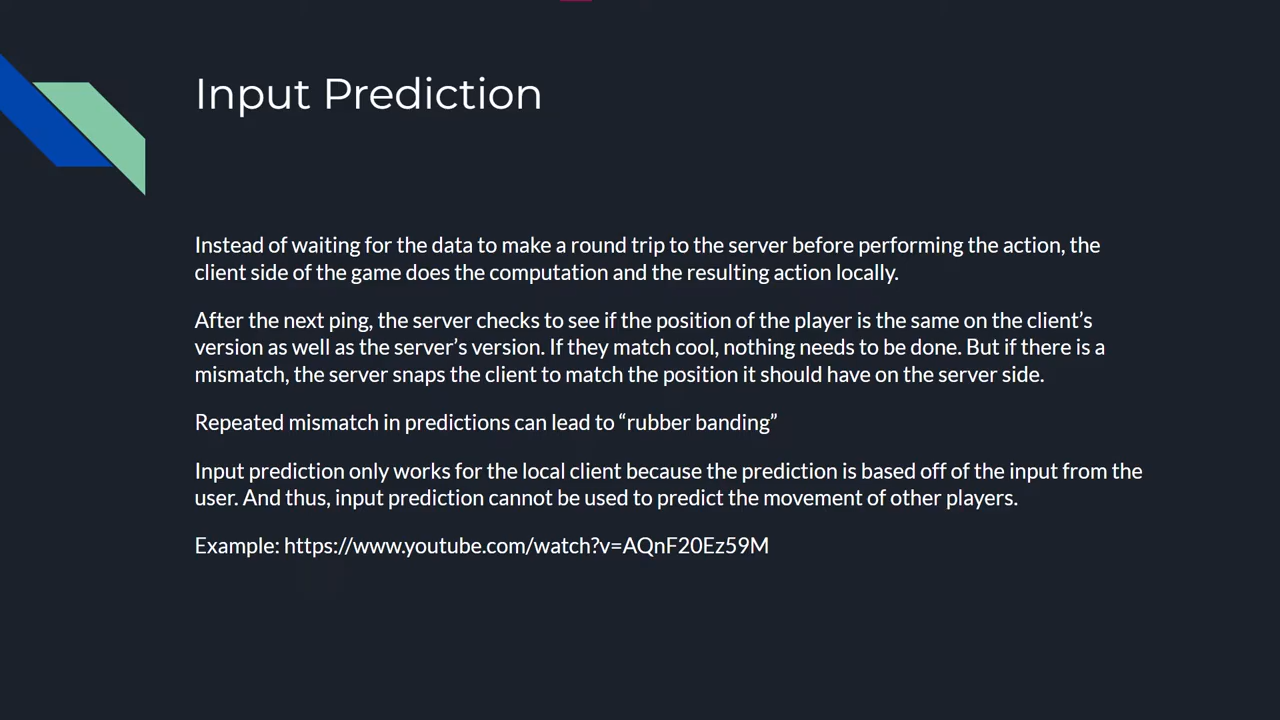 Input Prediction
Instead of waiting for the data to make a round trip to the server before performing the action, the
client side of the game does the computation and the resulting action locally.
After the next ping, the server checks to see if the position of the player is the same on the client’s
version as well as the server’s version. If they match cool, nothing needs to be done. But if there is a
mismatch, the server snaps the client to match the position it should have on the server side.
Repeated mismatch in predictions can lead to “rubber banding”
Input prediction only works for the local client because the prediction is based off of the input from the
user. And thus, input prediction cannot be used to predict the movement of other players.
Example: https://www.youtube.com/watch?v=AQnF20Ez59M